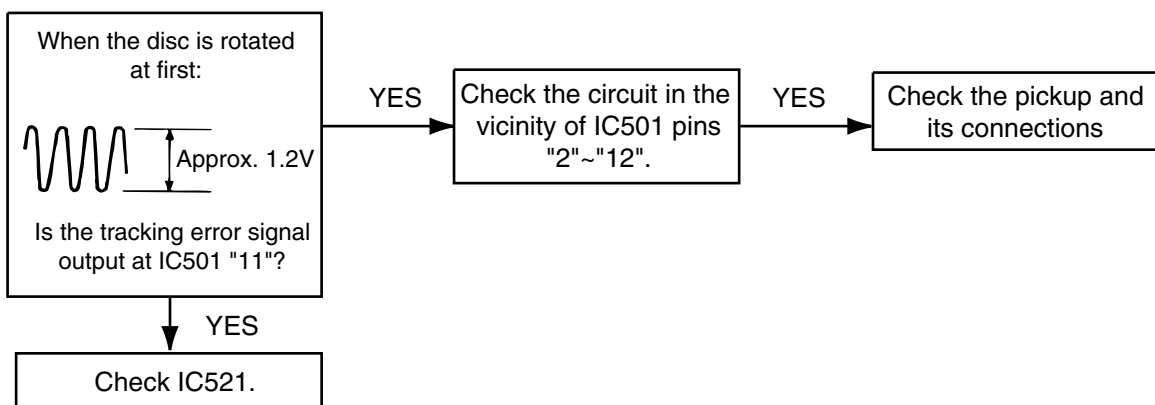 When the disc is rotated
at first:
Approx. 1.2V
Is the tracking error signal
output at IC501 "11"?
YES
Check the circuit in the
vicinity of IC501 pins
"2"~"12".
YES
Check the pickup and
its connections
YES
Check IC521.